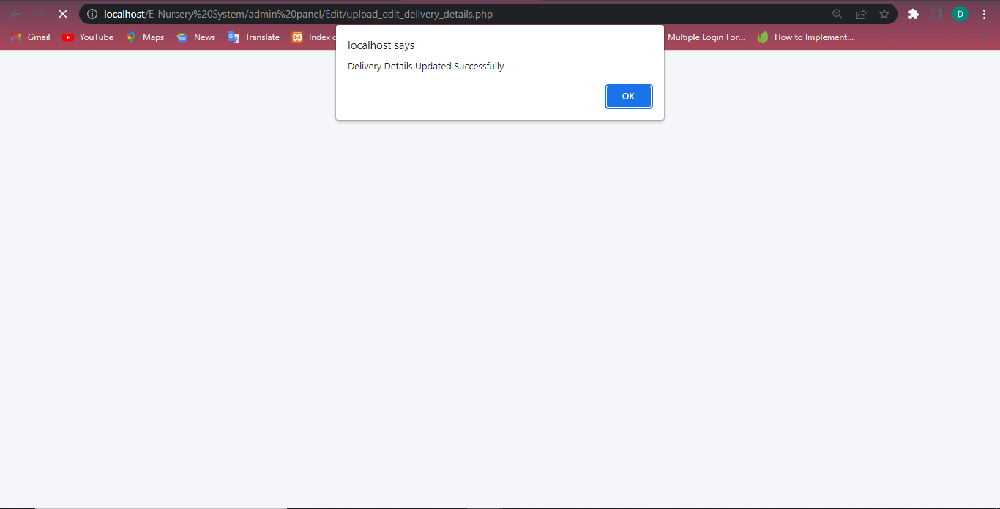 localhost/E-Nursery%20System/admin%20panel/Edit/upload_edit_delivery_details.php
D
Gmail YouTube Maps News Translate Index Multiple Login For... How to Implement...
localhost says
Delivery Details Updated Successfully
OK